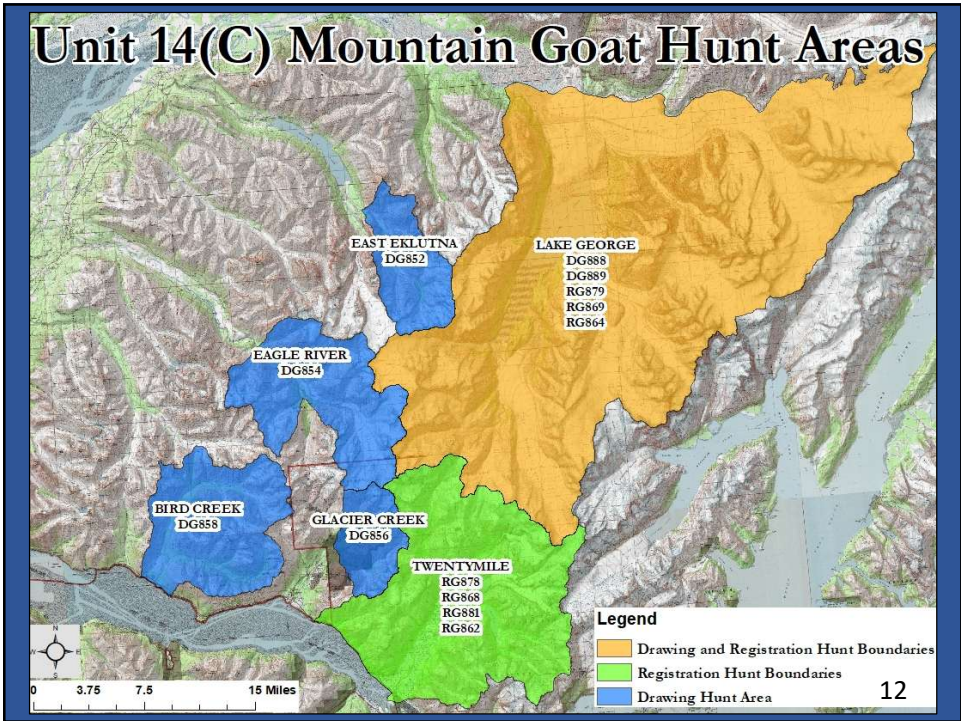 Unit 14(C) Mountain Goat Hunt Areas
EAST EKLUTNA
DG852
LAKE GEORGE
DG888
DG889
RG879
RG869
RG864
EAGLE RIVER
DG854
BIRD CREEK
DG858
GLACIER CREEK
DG856
TWENTYMILE
RG878
RG868
RG881
RG862
Legend
Drawing and Registration Hunt Boundaries
Registration Hunt Boundaries
Drawing Hunt Area
N
W
E
S
0 3.75 7.5 15 Miles
12